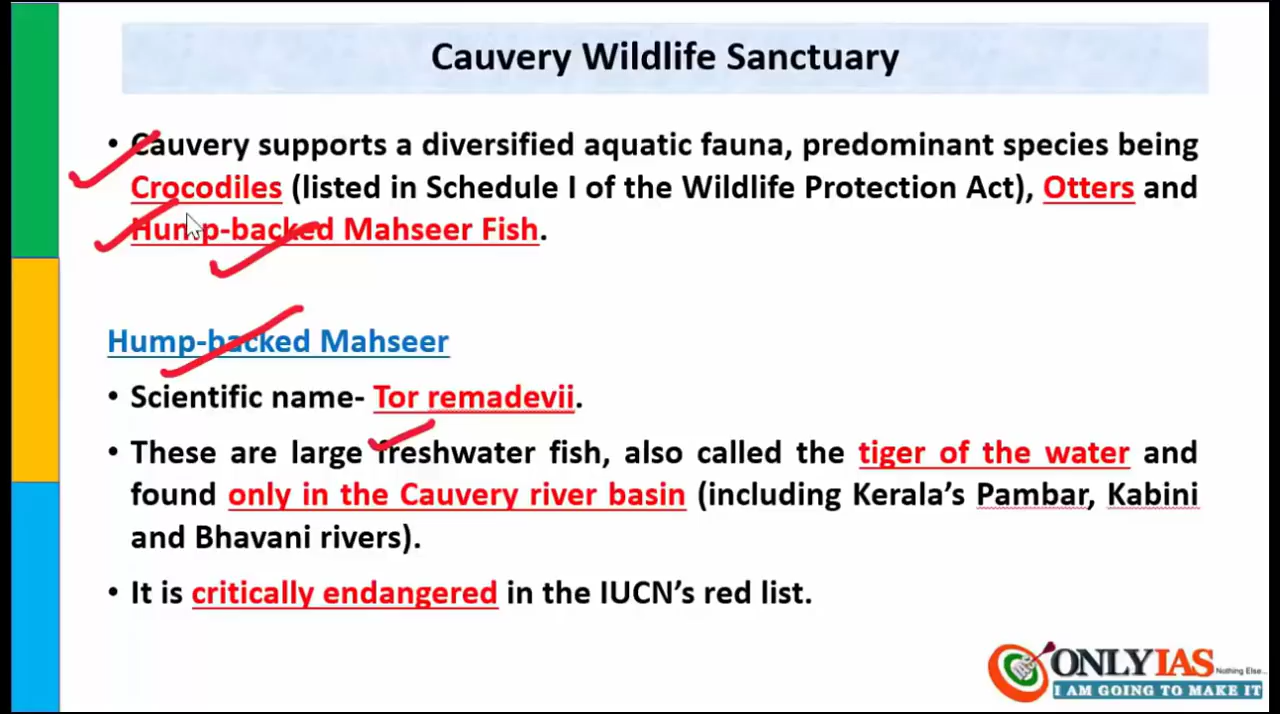 Cauvery Wildlife Sanctuary
• Cauvery supports a diversified aquatic fauna, predominant species being
Crocodiles (listed in Schedule I of the Wildlife Protection Act), Otters and
Hump-backed Mahseer Fish.
Hump-backed Mahseer
• Scientific name- Tor remadevii.
• These are large freshwater fish, also called the tiger of the water and
found only in the Cauvery river basin (including Kerala's Pambar, Kabini
and Bhavani rivers).
• It is critically endangered in the IUCN's red list.
ONLYIAS
Nothing Else...
I AM GOING TO MAKE IT